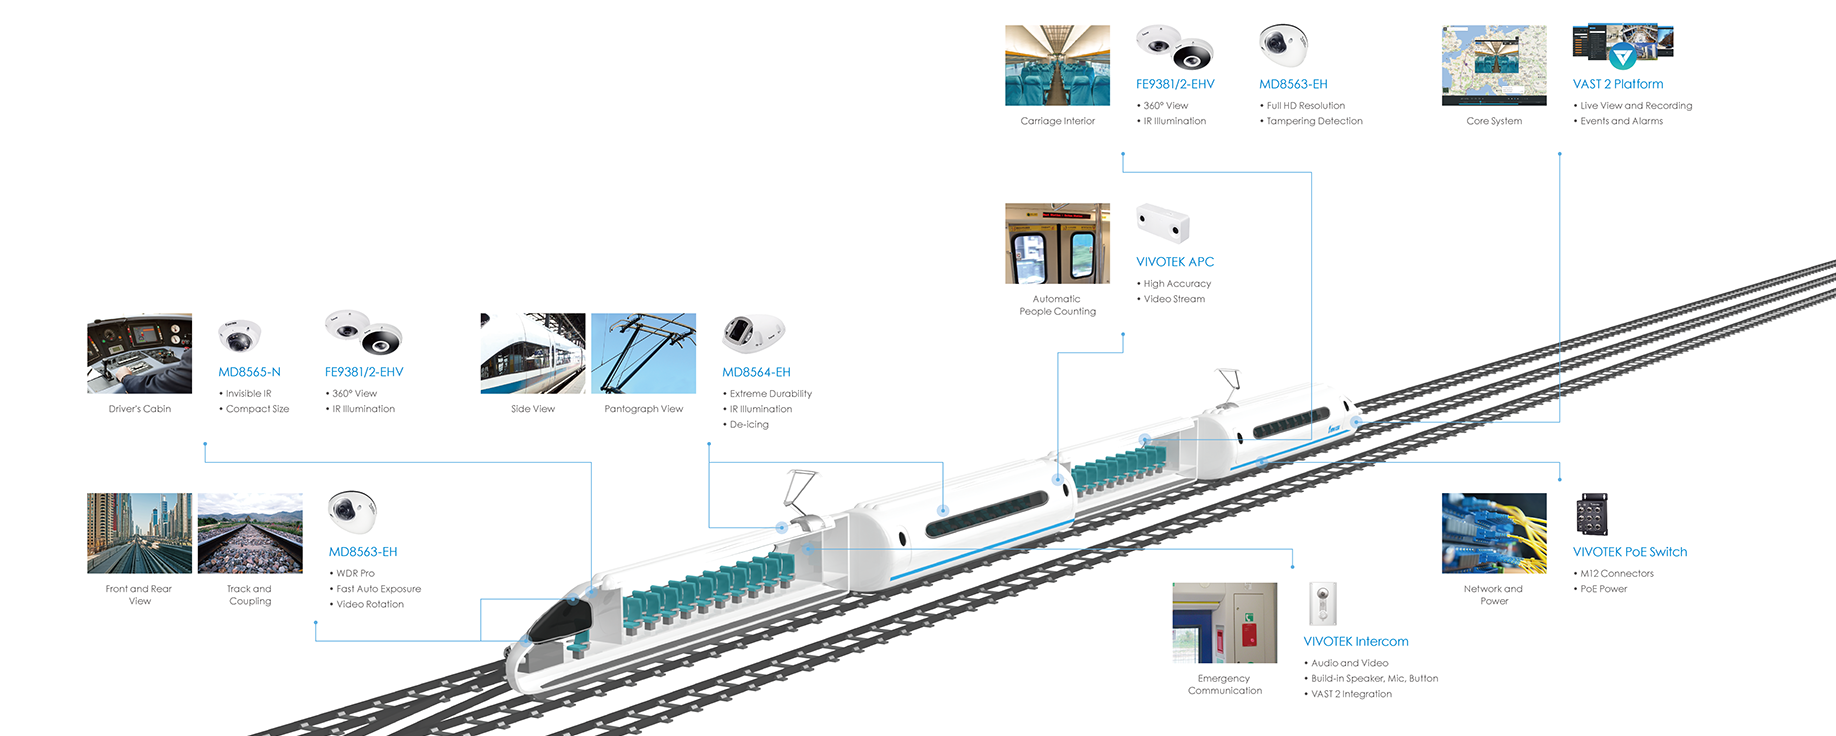 Carriage Interior
FE9381/2-EHV
• 360° View
• IR Illumination
MD8563-EH
• Full HD Resolution
• Tampering Detection
Core System
VAST 2 Platform
• Live View and Recording
• Events and Alarms
Automatic
People Counting
VIVOTEK APC
• High Accuracy
• Video Stream
Driver's Cabin
MD8565-N
• Invisible IR
• Compact Size
FE9381/2-EHV
• 360° View
• IR Illumination
Side View
Pantograph View
MD8564-EH
• Extreme Durability
• IR Illumination
• De-icing
Front and Rear
View
Track and
Coupling
MD8563-EH
• WDR Pro
• Fast Auto Exposure
• Video Rotation
Network and
Power
VIVOTEK PoE Switch
• M12 Connectors
• PoE Power
Emergency
Communication
VIVOTEK Intercom
• Audio and Video
• Build-in Speaker, Mic, Button
• VAST 2 Integration